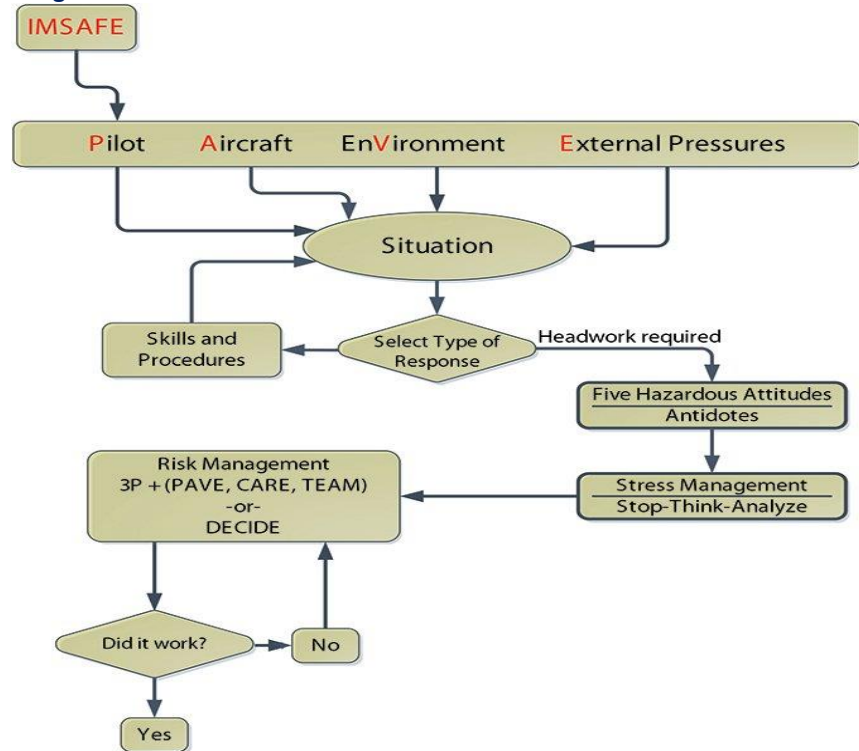 IMSAFE
Pilot Aircraft EnVironment External Pressures
Situation
Skills and
Procedures
Select Type of
Response
Headwork required
Five Hazardous Attitudes
Antidotes
Risk Management
3P + (PAVE, CARE, TEAM)
-or-
DECIDE
Stress Management
Stop-Think-Analyze
Did it work?
No
Yes